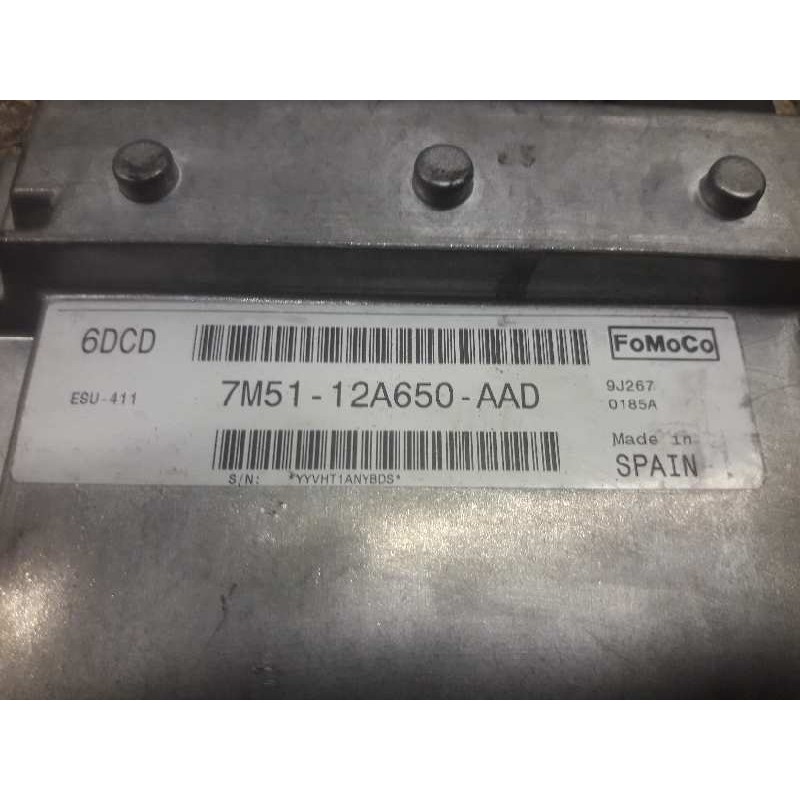 6DCD
FoMoCo
ESU-411
7M51-12A650-AAD
9J267
0185A
S/N: *YYVHT1ANYBDS*
Made in
SPAIN